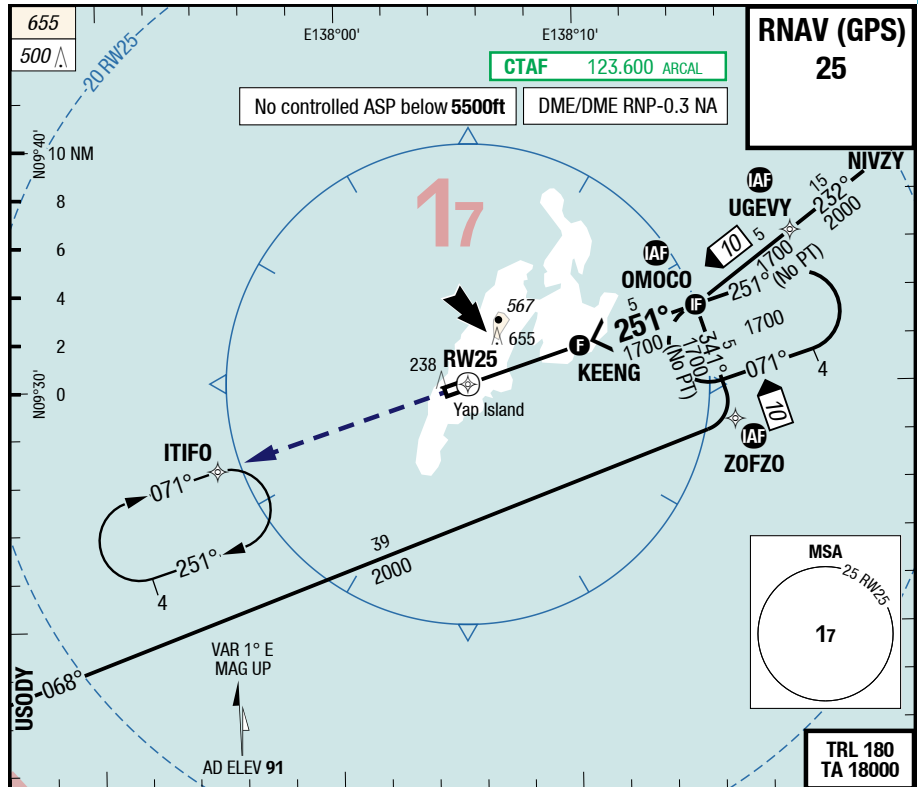 655
500
20 RW25
E138°00'
E138°10'
RNAV (GPS)
25
CTAF 123.600 ARCAL
No controlled ASP below 5500ft
DME/DME RNP-0.3 NA
N09°40'
10 NM
8
6
4
2
0
N09°30'
17
NIVZY
15
232°
2000
IAF
UGEVY
10
5
1700
(No PT)
IAF
OMOCO
5
251°
1700
IF
251°
1700
071°
4
341°
5
1700
(No PT)
10
IAF
ZOFZO
567
655
238
RW25
Yap Island
F
KEENG
ITIFO
071°
251°
4
39
2000
068°
USODY
VAR 1° E
MAG UP
AD ELEV 91
MSA
25 RW25
17
TRL 180
TA 18000